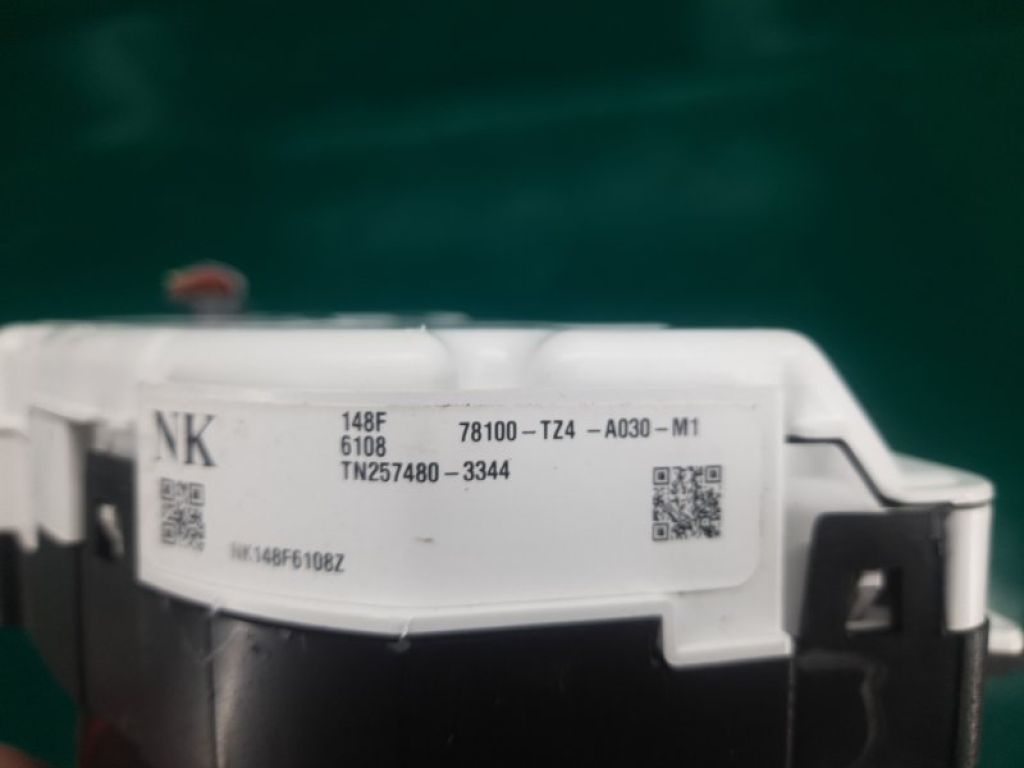 NK
148F
6108
78100-TZ4 -A030-M1
TN257480-3344
NK148F6108Z